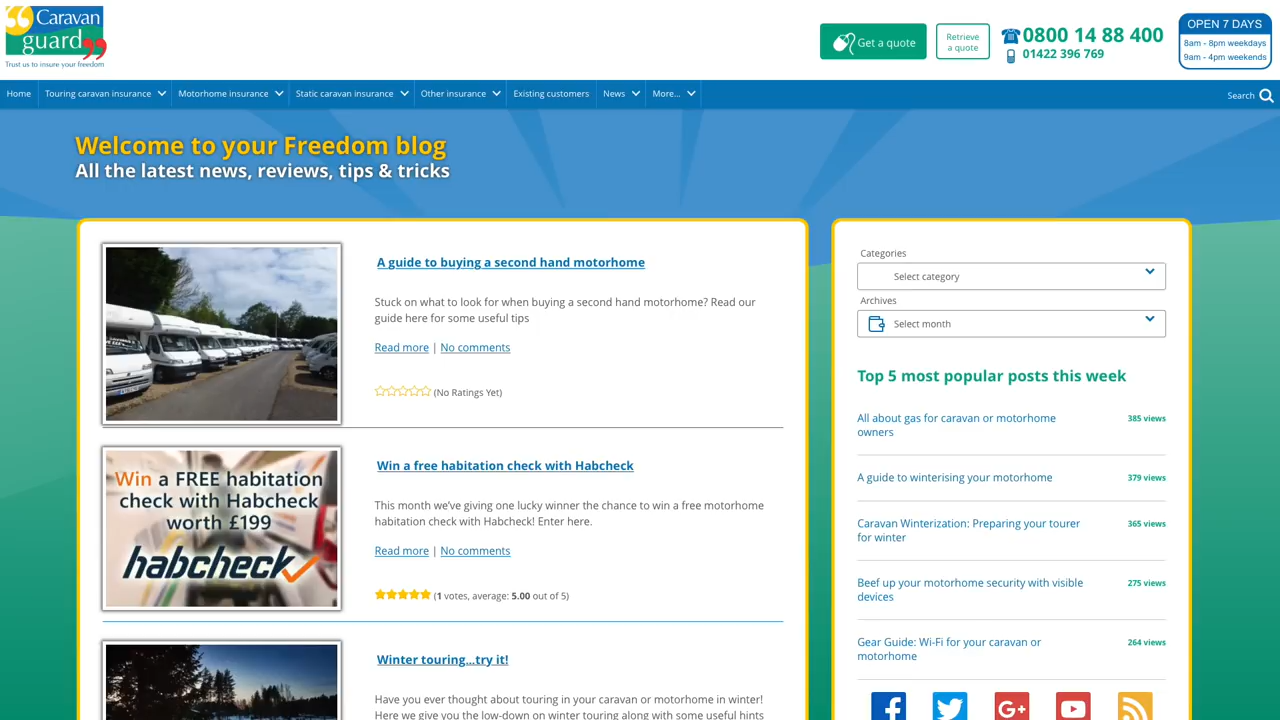 Caravan
guard
Trust us to insure your freedom
Get a quote
Retrieve
a quote
0800 14 88 400
01422 396 769
OPEN 7 DAYS
8am - 8pm weekdays
9am - 4pm weekends
Home
Touring caravan insurance
Motorhome insurance
Static caravan insurance
Other insurance
Existing customers
News
More...
Search
Welcome to your Freedom blog
All the latest news, reviews, tips & tricks
A guide to buying a second hand motorhome
Stuck on what to look for when buying a second hand motorhome? Read our
guide here for some useful tips
Read more | No comments
(No Ratings Yet)
Win a FREE habitation
check with Habcheck
worth £199
habcheck
Win a free habitation check with Habcheck
This month we’ve giving one lucky winner the chance to win a free motorhome
habitation check with Habcheck! Enter here.
Read more | No comments
(1 votes, average: 5.00 out of 5)
Winter touring...try it!
Have you ever thought about touring in your caravan or motorhome in winter!
Here we give you the low-down on winter touring along with some useful hints
Categories
Select category
Archives
Select month
Top 5 most popular posts this week
All about gas for caravan or motorhome
owners
385 views
A guide to winterising your motorhome
379 views
Caravan Winterization: Preparing your tourer
for winter
365 views
Beef up your motorhome security with visible
devices
275 views
Gear Guide: Wi-Fi for your caravan or
motorhome
264 views
G+